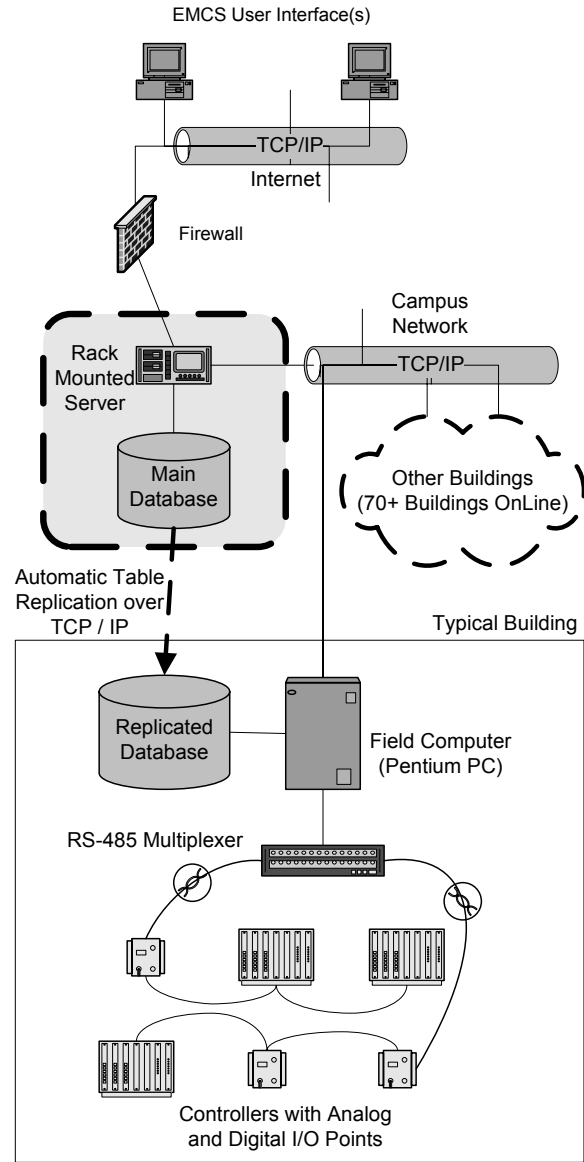 EMCS User Interface(s)
TCP/IP
Internet
Firewall
Campus
Network
Rack
Mounted
Server
TCP/IP
Main
Database
Other Buildings
(70+ Buildings OnLine)
Automatic Table
Replication over
TCP / IP
Typical Building
Replicated
Database
Field Computer
(Pentium PC)
RS-485 Multiplexer
Controllers with Analog
and Digital I/O Points